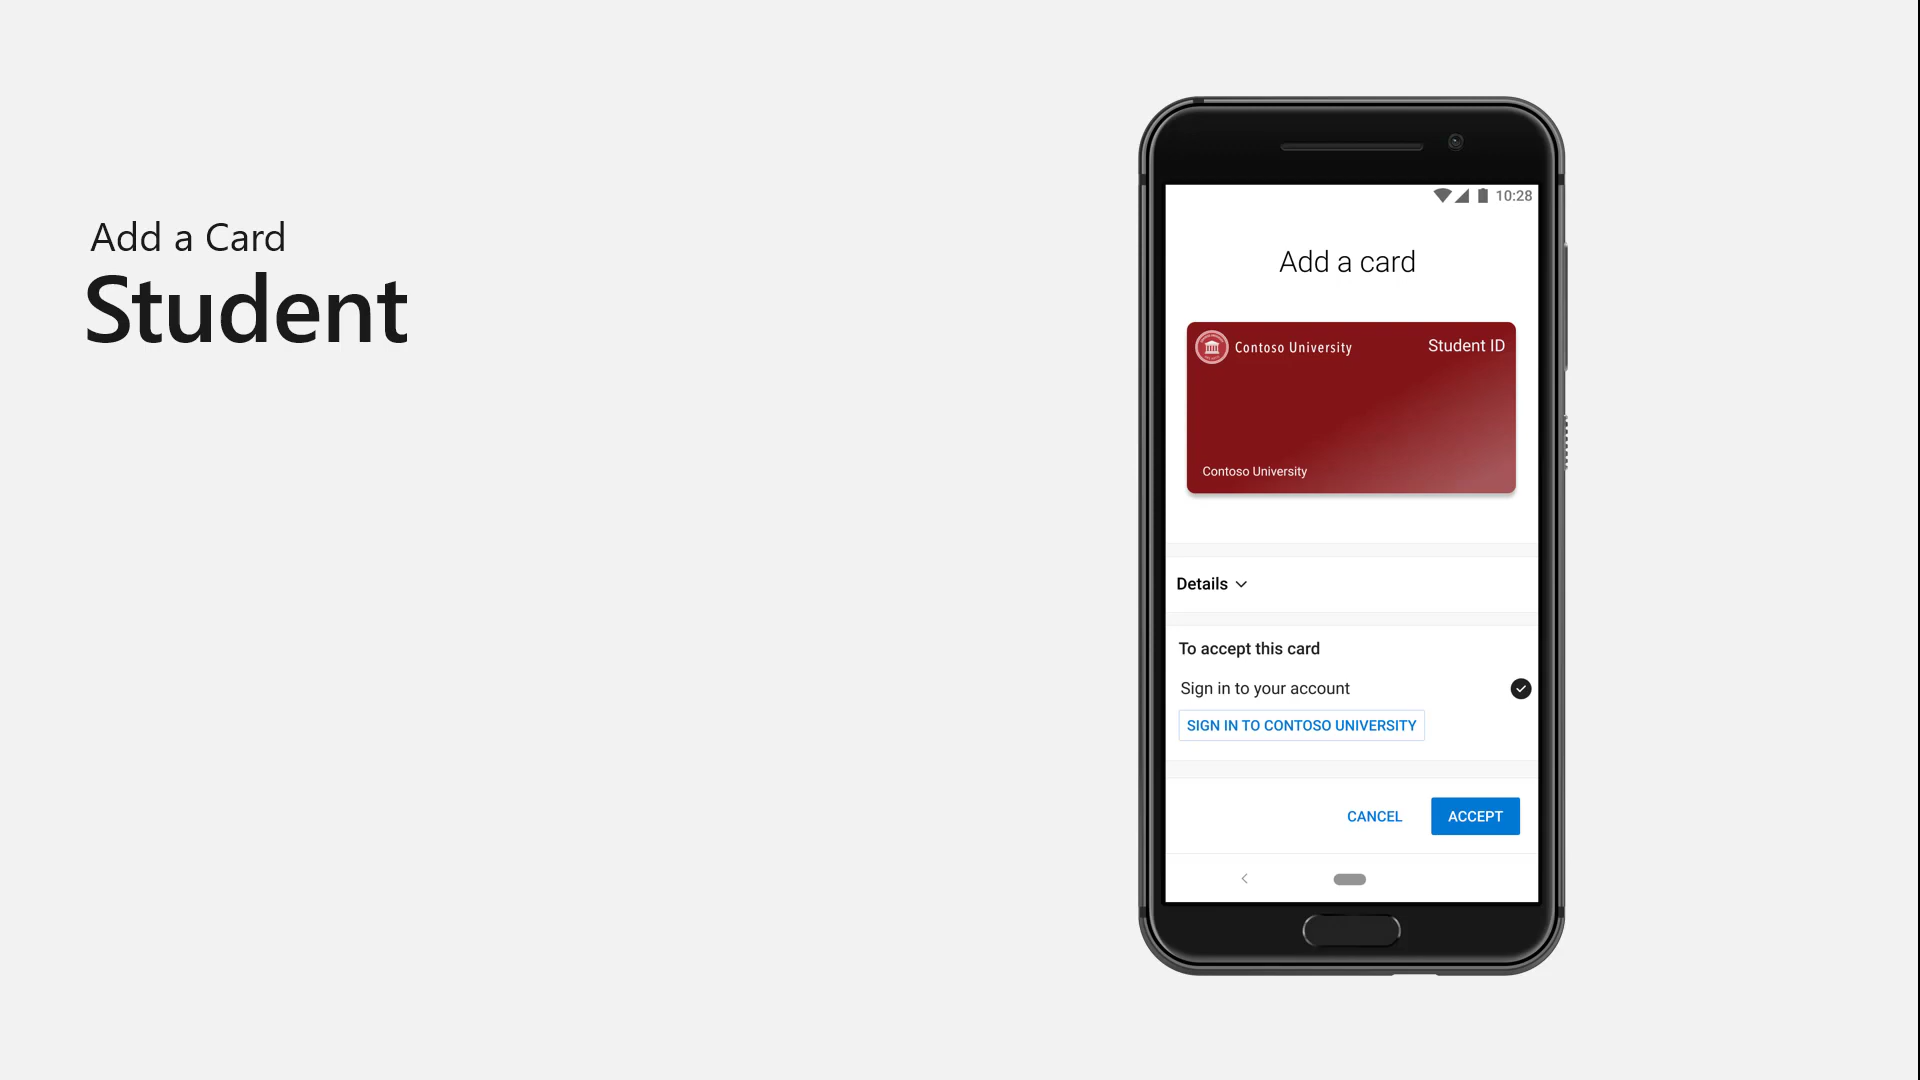 Add a Card
Student
10:28
Add a card
Contoso University
Student ID
Contoso University
Details
To accept this card
Sign in to your account
SIGN IN TO CONTOSO UNIVERSITY
CANCEL
ACCEPT